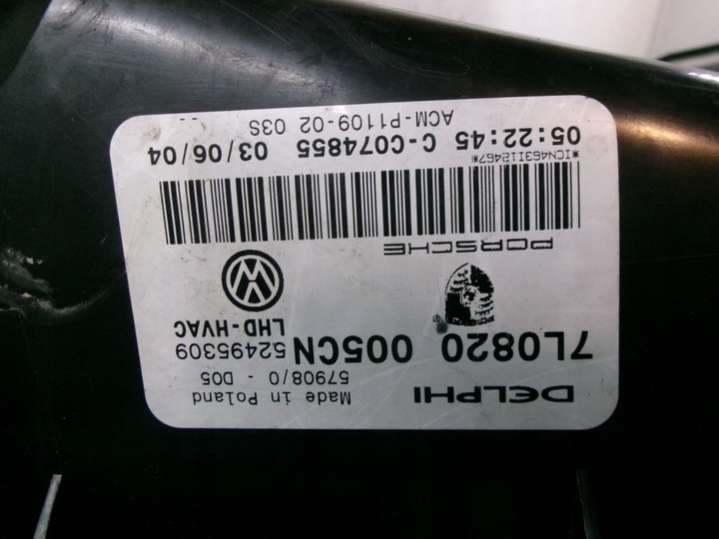 DELPHI
Made in Poland
57908/0 - D05
7L0820 005CN
52495309
LHD-HVAC
PORSCHE
*ICN463I12467*
05:22:45 C-C074855 03/06/04
ACM-P1109-02 03S